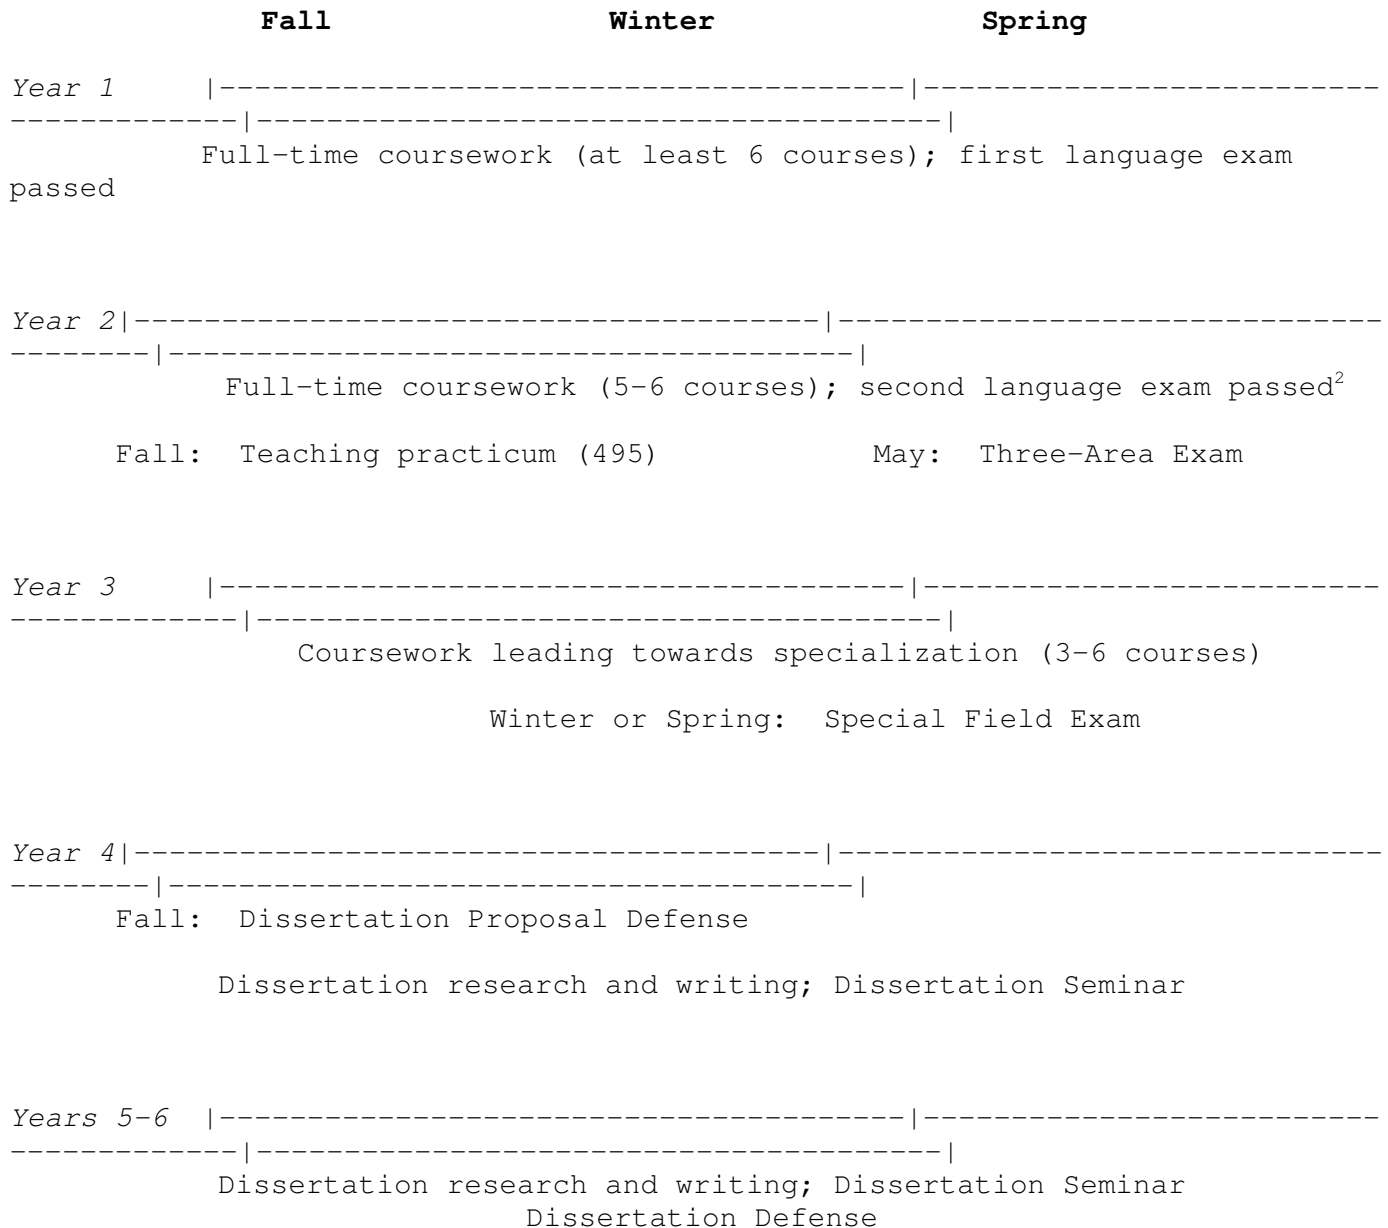 Fall Winter Spring
Year 1 |---------------------------------------|--------------------------
-------------|---------------------------------------|
Full-time coursework (at least 6 courses); first language exam
passed
Year 2|---------------------------------------|-------------------------------
--------|---------------------------------------|
Full-time coursework (5-6 courses); second language exam passed²
Fall: Teaching practicum (495) May: Three-Area Exam
Year 3 |---------------------------------------|--------------------------
-------------|---------------------------------------|
Coursework leading towards specialization (3-6 courses)
Winter or Spring: Special Field Exam
Year 4|---------------------------------------|-------------------------------
--------|---------------------------------------|
Fall: Dissertation Proposal Defense
Dissertation research and writing; Dissertation Seminar
Years 5-6 |---------------------------------------|--------------------------
-------------|---------------------------------------|
Dissertation research and writing; Dissertation Seminar
Dissertation Defense